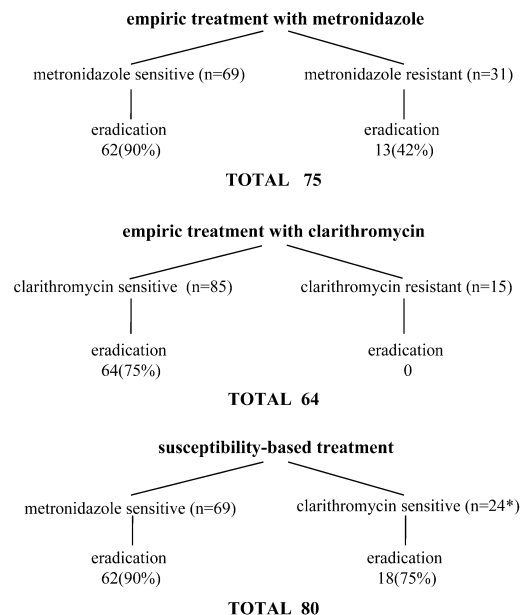 empiric treatment with metronidazole
metronidazole sensitive (n=69) metronidazole resistant (n=31)
eradication eradication
62(90%) 13(42%)
TOTAL 75
empiric treatment with clarithromycin
clarithromycin sensitive (n=85) clarithromycin resistant (n=15)
eradication eradication
64(75%) 0
TOTAL 64
susceptibility-based treatment
metronidazole sensitive (n=69) clarithromycin sensitive (n=24*)
eradication eradication
62(90%) 18(75%)
TOTAL 80